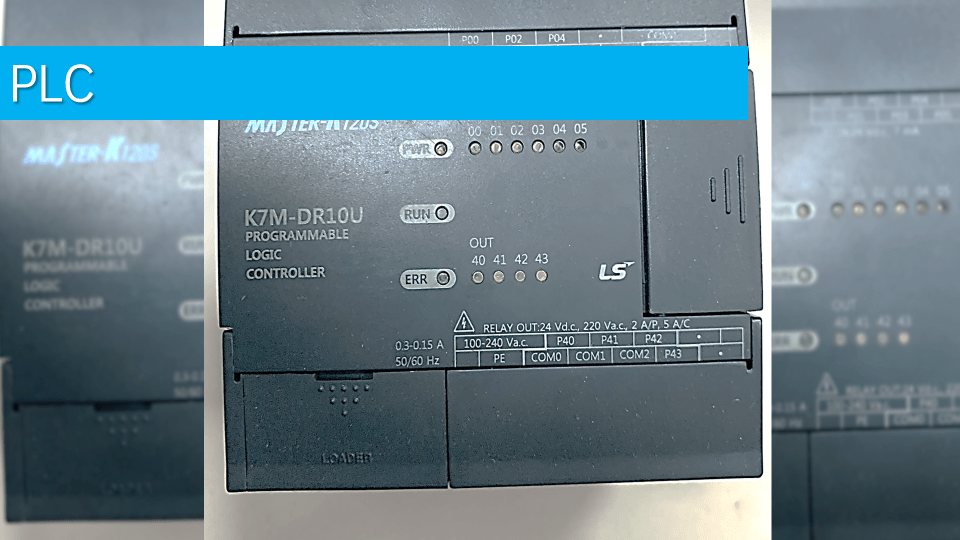 P00 P02 P04 • COM1
PLC
MASTER-K120S
00 01 02 03 04 05
PWR
K7M-DR10U
PROGRAMMABLE
LOGIC
CONTROLLER
RUN
OUT
40 41 42 43
ERR
LS
RELAY OUT:24 Vd.c., 220 Va.c., 2 A/P, 5 A/C
0.3-0.15 A
50/60 Hz
100-240 Va.c. P40 P41 P42 •
PE COM0 COM1 COM2 P43 •
LOADER